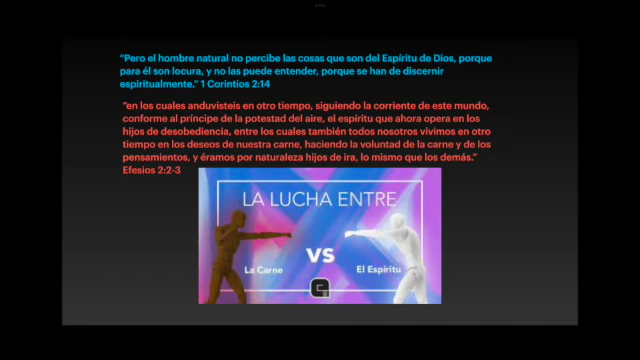 “Pero el hombre natural no percibe las cosas que son del Espíritu de Dios, porque
para él son locura, y no las puede entender, porque se han de discernir
espiritualmente.” 1 Corintios 2:14
“en los cuales anduvisteis en otro tiempo, siguiendo la corriente de este mundo,
conforme al príncipe de la potestad del aire, el espíritu que ahora opera en los
hijos de desobediencia, entre los cuales también todos nosotros vivimos en otro
tiempo en los deseos de nuestra carne, haciendo la voluntad de la carne y de los
pensamientos, y éramos por naturaleza hijos de ira, lo mismo que los demás.”
Efesios 2:2-3
LA LUCHA ENTRE
VS
La Carne
El Espíritu